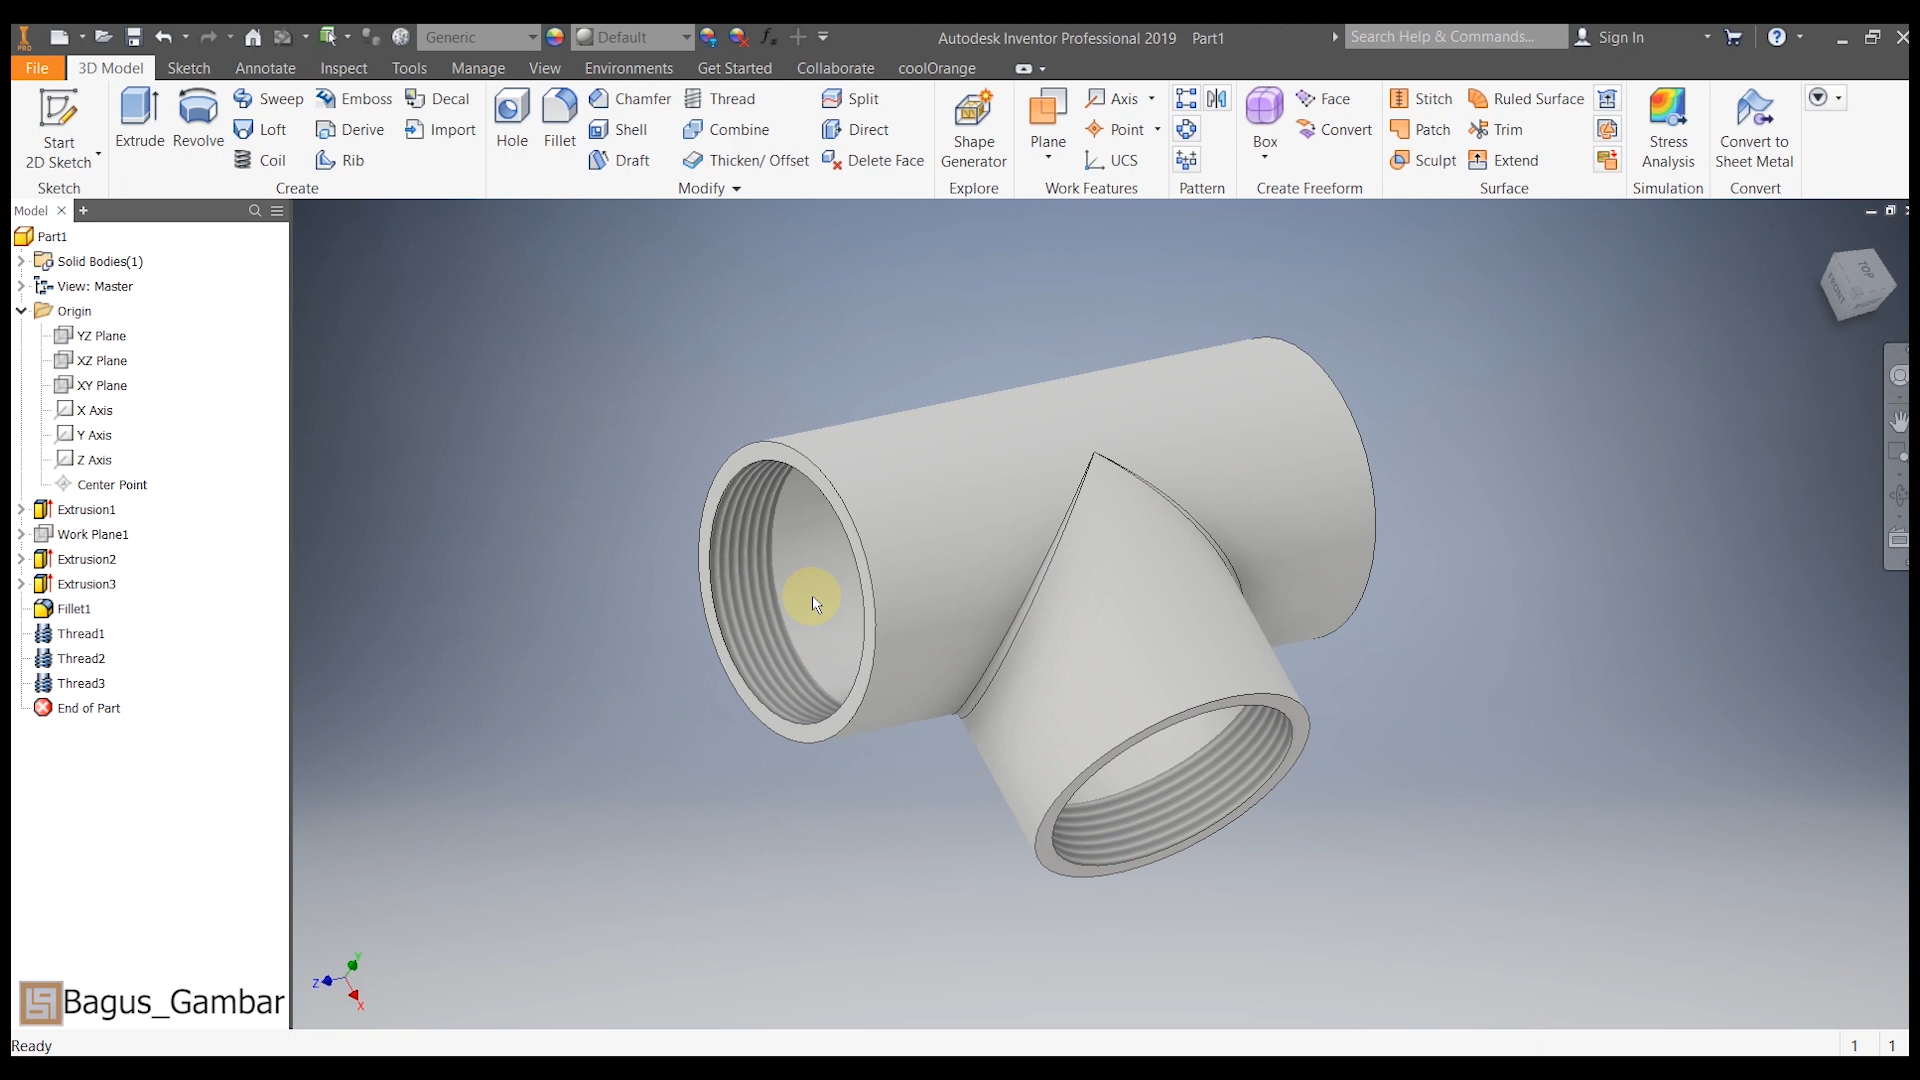 PRO
Generic
Default
Autodesk Inventor Professional 2019 Part1
Search Help & Commands...
Sign In
File
3D Model
Sketch
Annotate
Inspect
Tools
Manage
View
Environments
Get Started
Collaborate
coolOrange
Start
2D Sketch
Extrude
Revolve
Sweep
Loft
Coil
Emboss
Derive
Rib
Decal
Import
Hole
Fillet
Chamfer
Shell
Draft
Thread
Combine
Thicken/ Offset
Split
Direct
Delete Face
Shape
Generator
Plane
Axis
Point
UCS
Box
Face
Convert
Stitch
Patch
Sculpt
Ruled Surface
Trim
Extend
Stress
Analysis
Convert to
Sheet Metal
Sketch
Create
Modify
Explore
Work Features
Pattern
Create Freeform
Surface
Simulation
Convert
Model
Part1
Solid Bodies(1)
View: Master
Origin
YZ Plane
XZ Plane
XY Plane
X Axis
Y Axis
Z Axis
Center Point
Extrusion1
Work Plane1
Extrusion2
Extrusion3
Fillet1
Thread1
Thread2
Thread3
End of Part
TOP
FRONT
RIGHT
Y
Z
X
Bagus_Gambar
Ready
1 1